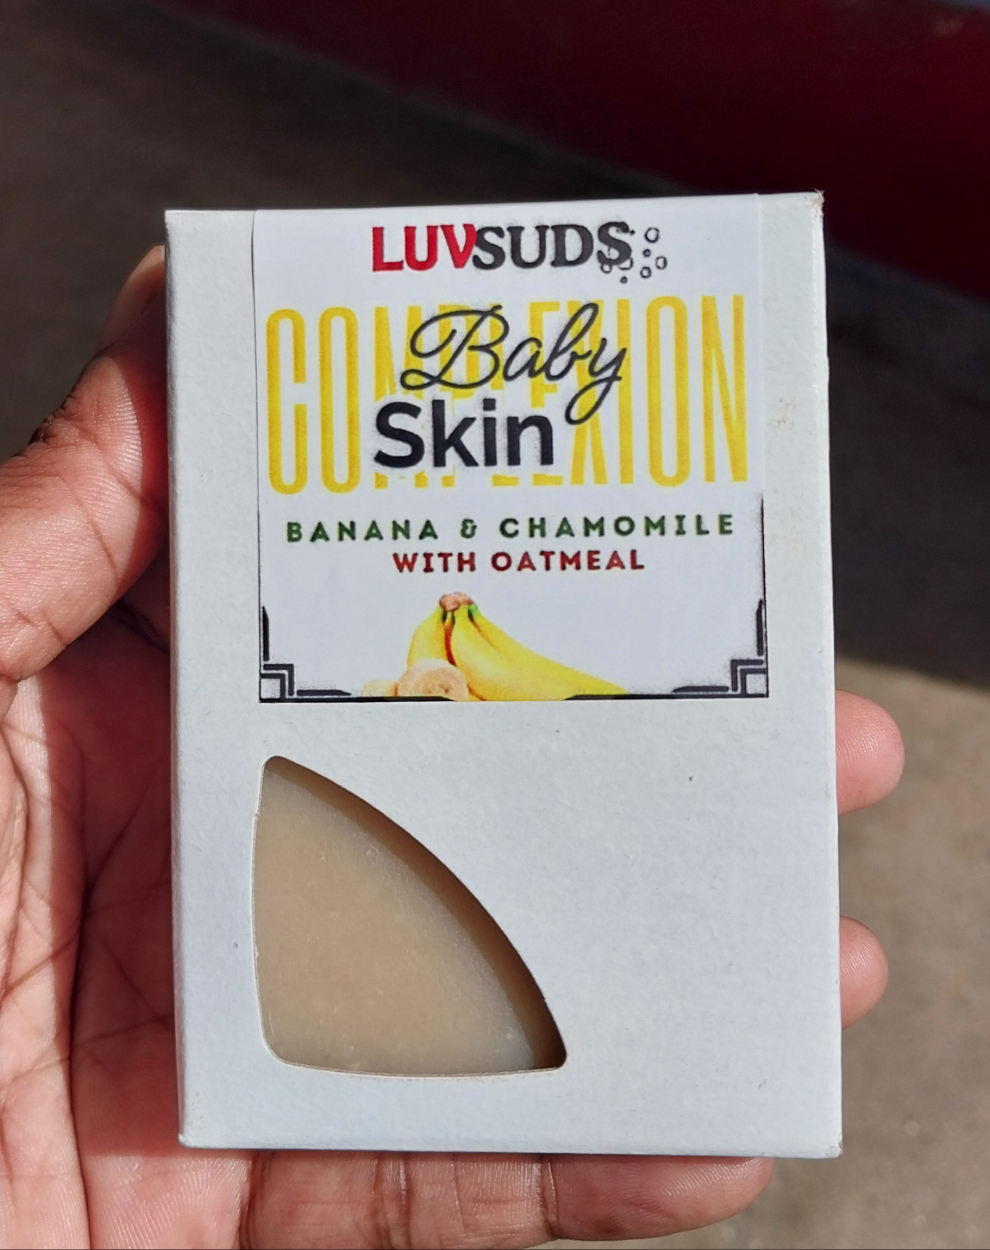 LUVSUDS
COMPLEXION
Baby
Skin
BANANA & CHAMOMILE
WITH OATMEAL